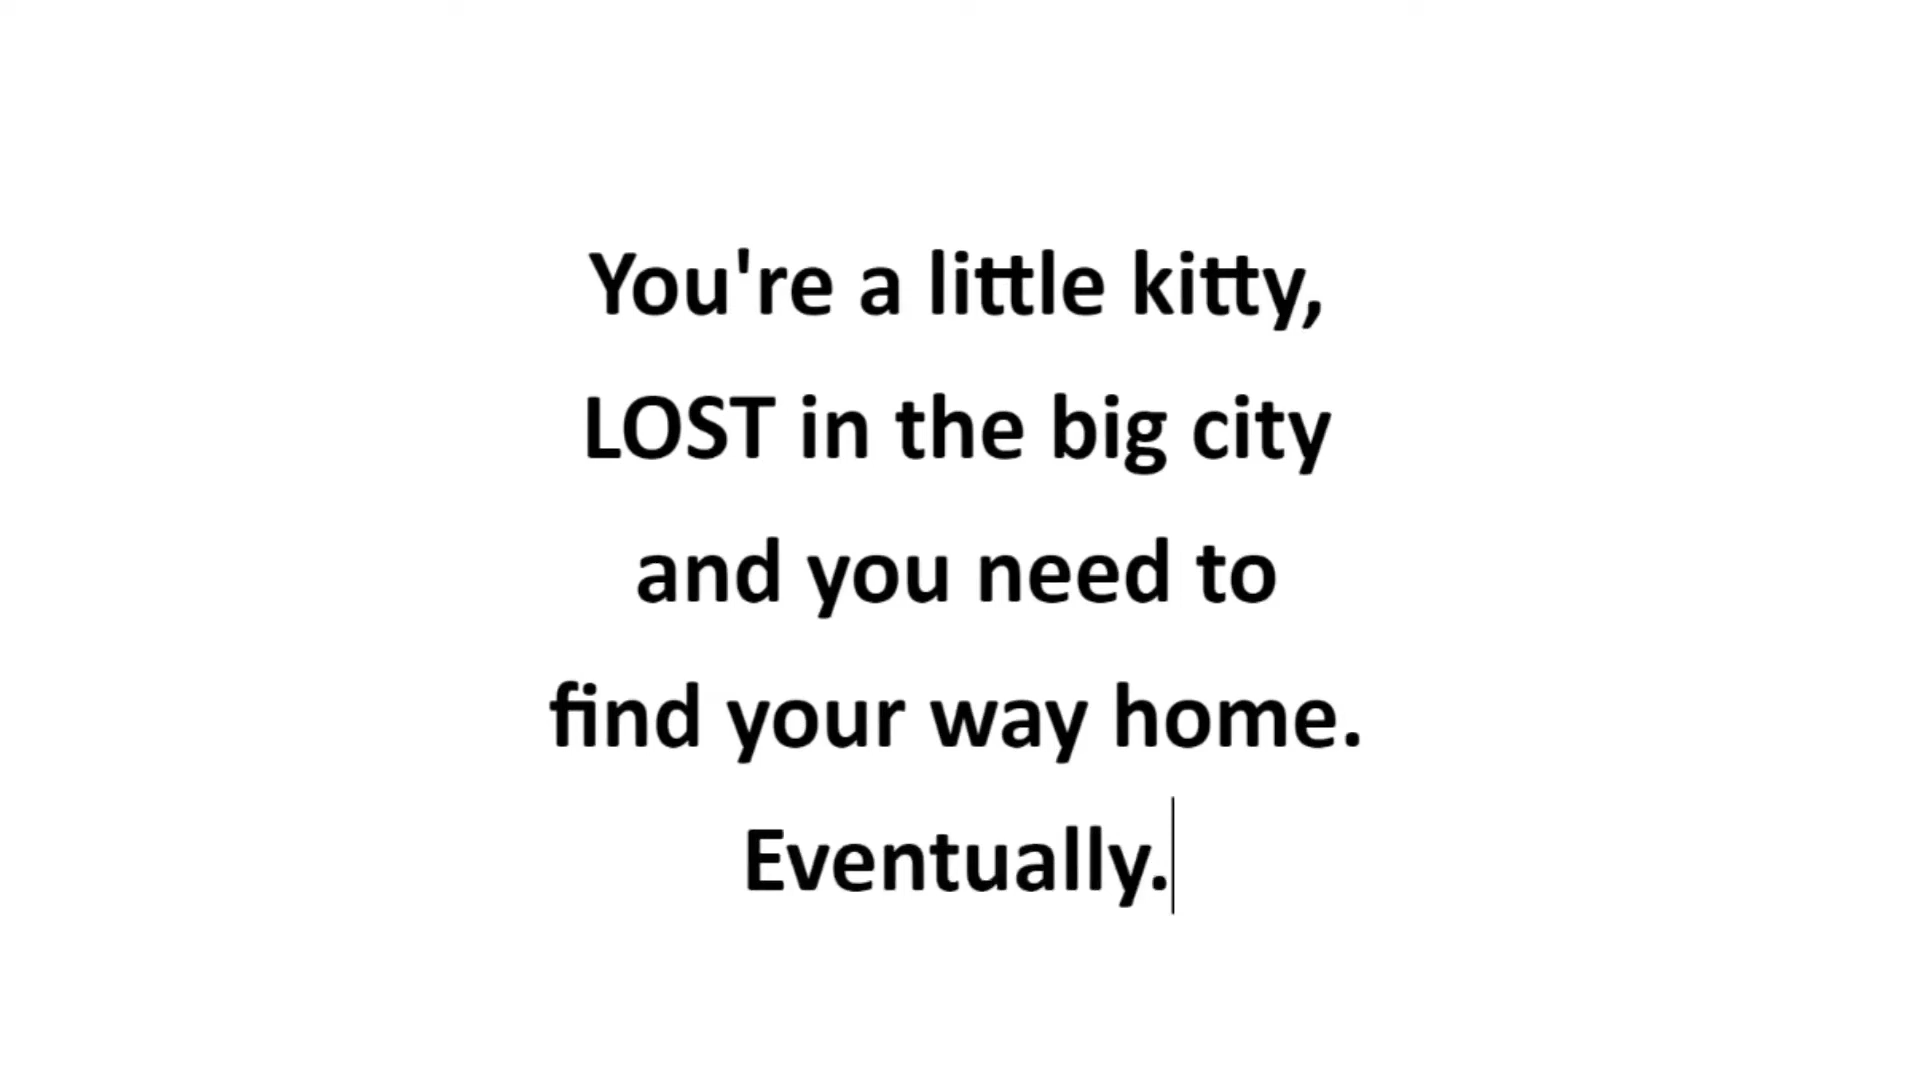 You're a little kitty,
LOST in the big city
and you need to
find your way home.
Eventually.